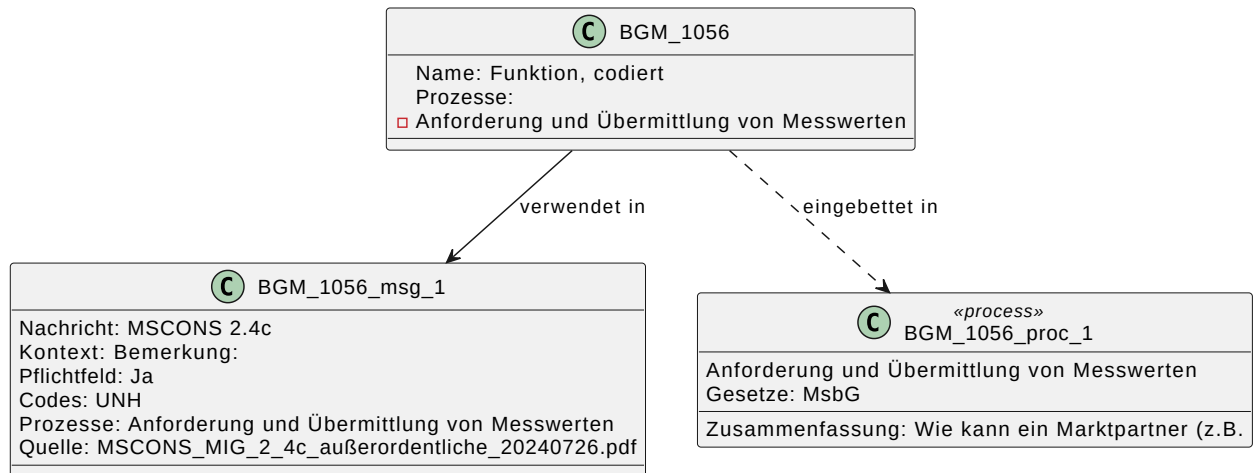 C BGM_1056
Name: Funktion, codiert
Prozesse:
Anforderung und Übermittlung von Messwerten
verwendet in
eingebettet in
C BGM_1056_msg_1
Nachricht: MSCONS 2.4c
Kontext: Bemerkung:
Pflichtfeld: Ja
Codes: UNH
Prozesse: Anforderung und Übermittlung von Messwerten
Quelle: MSCONS_MIG_2_4c_außerordentliche_20240726.pdf
«process»
C BGM_1056_proc_1
Anforderung und Übermittlung von Messwerten
Gesetze: MsbG
Zusammenfassung: Wie kann ein Marktpartner (z.B.